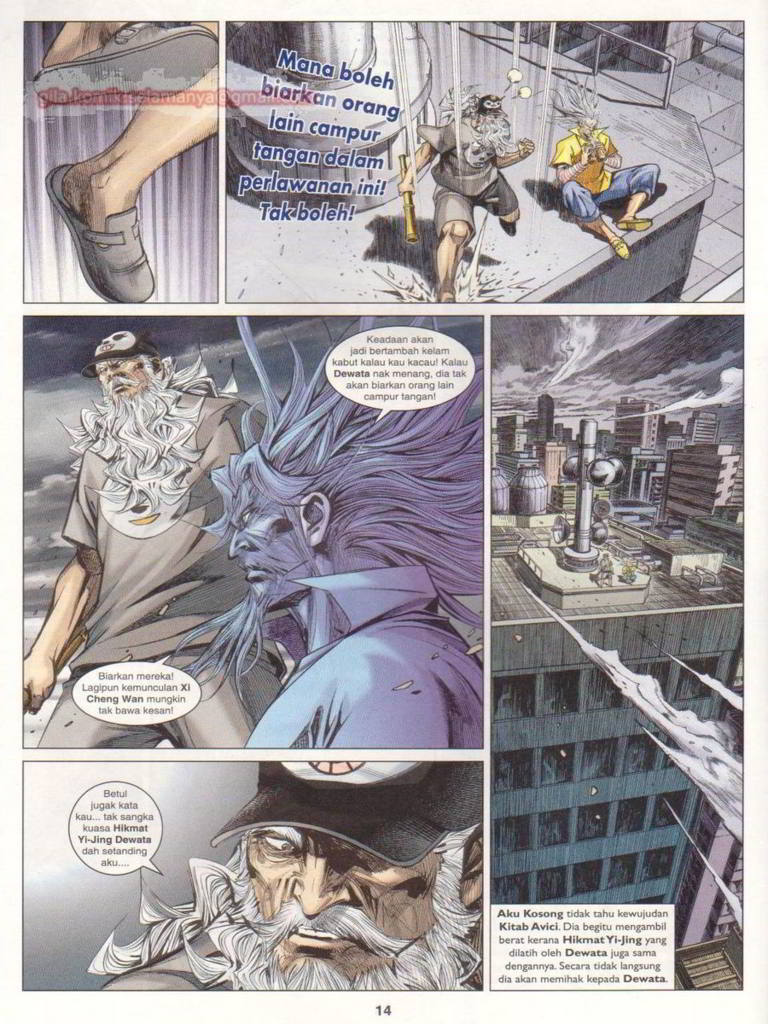 gila.komikselamanya@gmail
Mana boleh
biarkan orang
lain campur
tangan dalam
perlawanan ini!
Tak boleh!
Keadaan akan
jadi bertambah kelam
kabut kalau kau kacau! Kalau
Dewata nak menang, dia tak
akan biarkan orang lain
campur tangan!
Biarkan mereka!
Lagipun kemunculan Xi
Cheng Wan mungkin
tak bawa kesan!
Betul
jugak kata
kau... tak sangka
kuasa Hikmat
Yi-Jing Dewata
dah setanding
aku....
Aku Kosong tidak tahu kewujudan
Kitab Avici. Dia begitu mengambil
berat kerana Hikmat Yi-Jing yang
dilatih oleh Dewata juga sama
dengannya. Secara tidak langsung
dia akan memihak kepada Dewata.
14